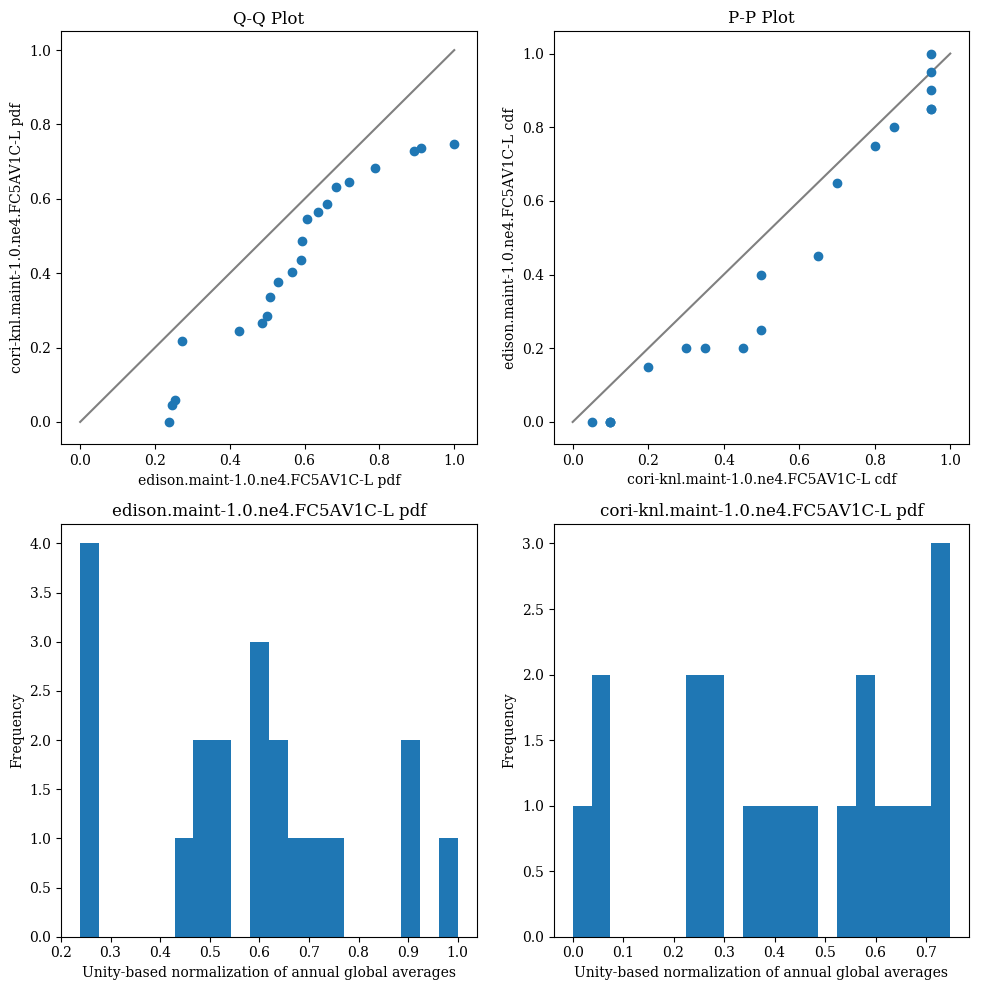 Q-Q Plot
cori-knl.maint-1.0.ne4.FC5AV1C-L pdf
1.0
0.8
0.6
0.4
0.2
0.0
0.0 0.2 0.4 0.6 0.8 1.0
edison.maint-1.0.ne4.FC5AV1C-L pdf
P-P Plot
edison.maint-1.0.ne4.FC5AV1C-L cdf
1.0
0.8
0.6
0.4
0.2
0.0
0.0 0.2 0.4 0.6 0.8 1.0
cori-knl.maint-1.0.ne4.FC5AV1C-L cdf
edison.maint-1.0.ne4.FC5AV1C-L pdf
Frequency
4.0
3.5
3.0
2.5
2.0
1.5
1.0
0.5
0.0
0.2 0.3 0.4 0.5 0.6 0.7 0.8 0.9 1.0
Unity-based normalization of annual global averages
cori-knl.maint-1.0.ne4.FC5AV1C-L pdf
Frequency
3.0
2.5
2.0
1.5
1.0
0.5
0.0
0.0 0.1 0.2 0.3 0.4 0.5 0.6 0.7
Unity-based normalization of annual global averages